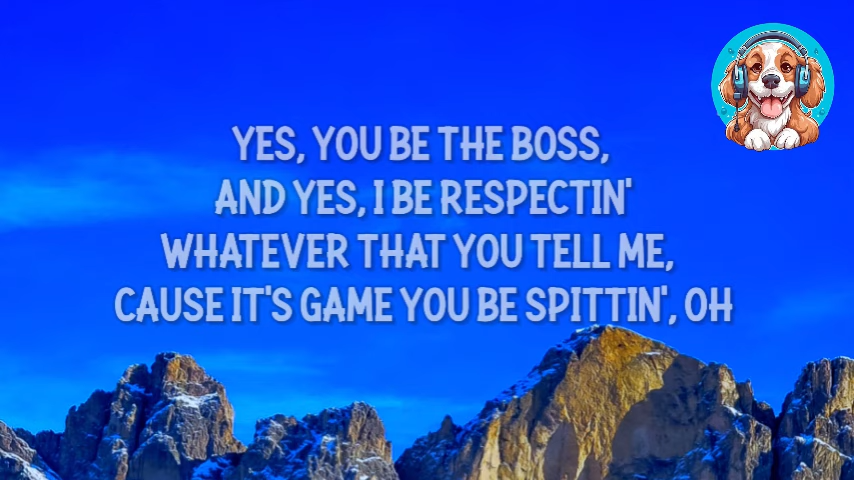 YES, YOU BE THE BOSS,
AND YES, I BE RESPECTIN'
WHATEVER THAT YOU TELL ME,
CAUSE IT'S GAME YOU BE SPITTIN', OH